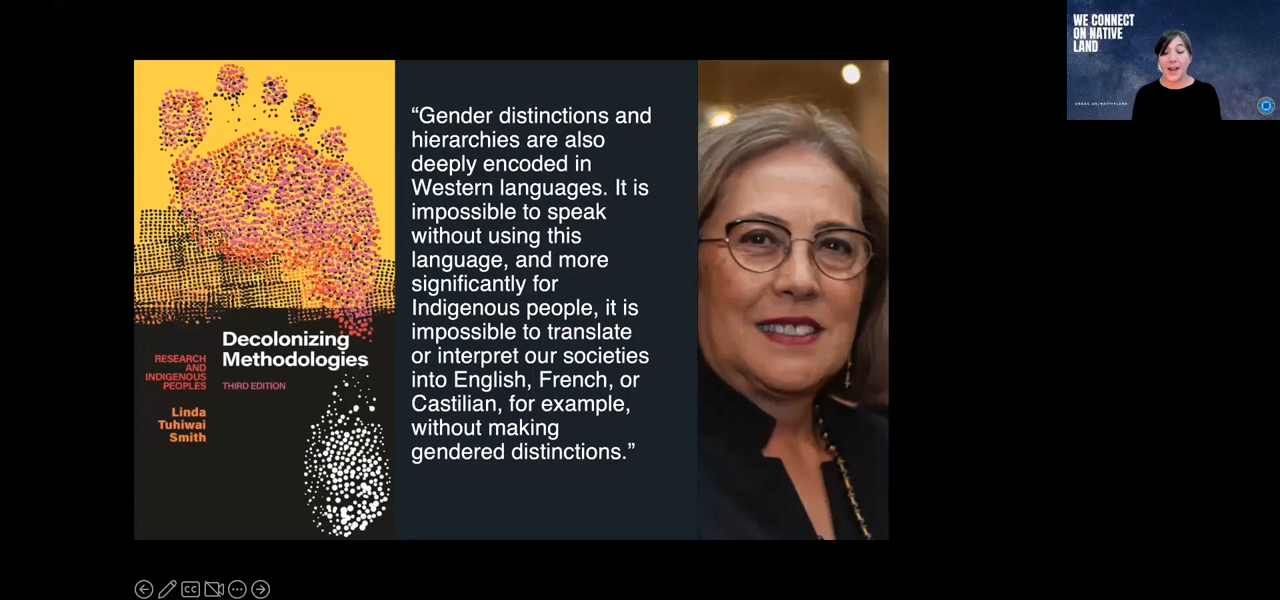 Decolonizing
Methodologies
RESEARCH
AND
INDIGENOUS
PEOPLES
THIRD EDITION
Linda
Tuhiwai
Smith
“Gender distinctions and
hierarchies are also
deeply encoded in
Western languages. It is
impossible to speak
without using this
language, and more
significantly for
Indigenous people, it is
impossible to translate
or interpret our societies
into English, French, or
Castilian, for example,
without making
gendered distinctions.”
WE CONNECT
ON NATIVE
LAND
CC